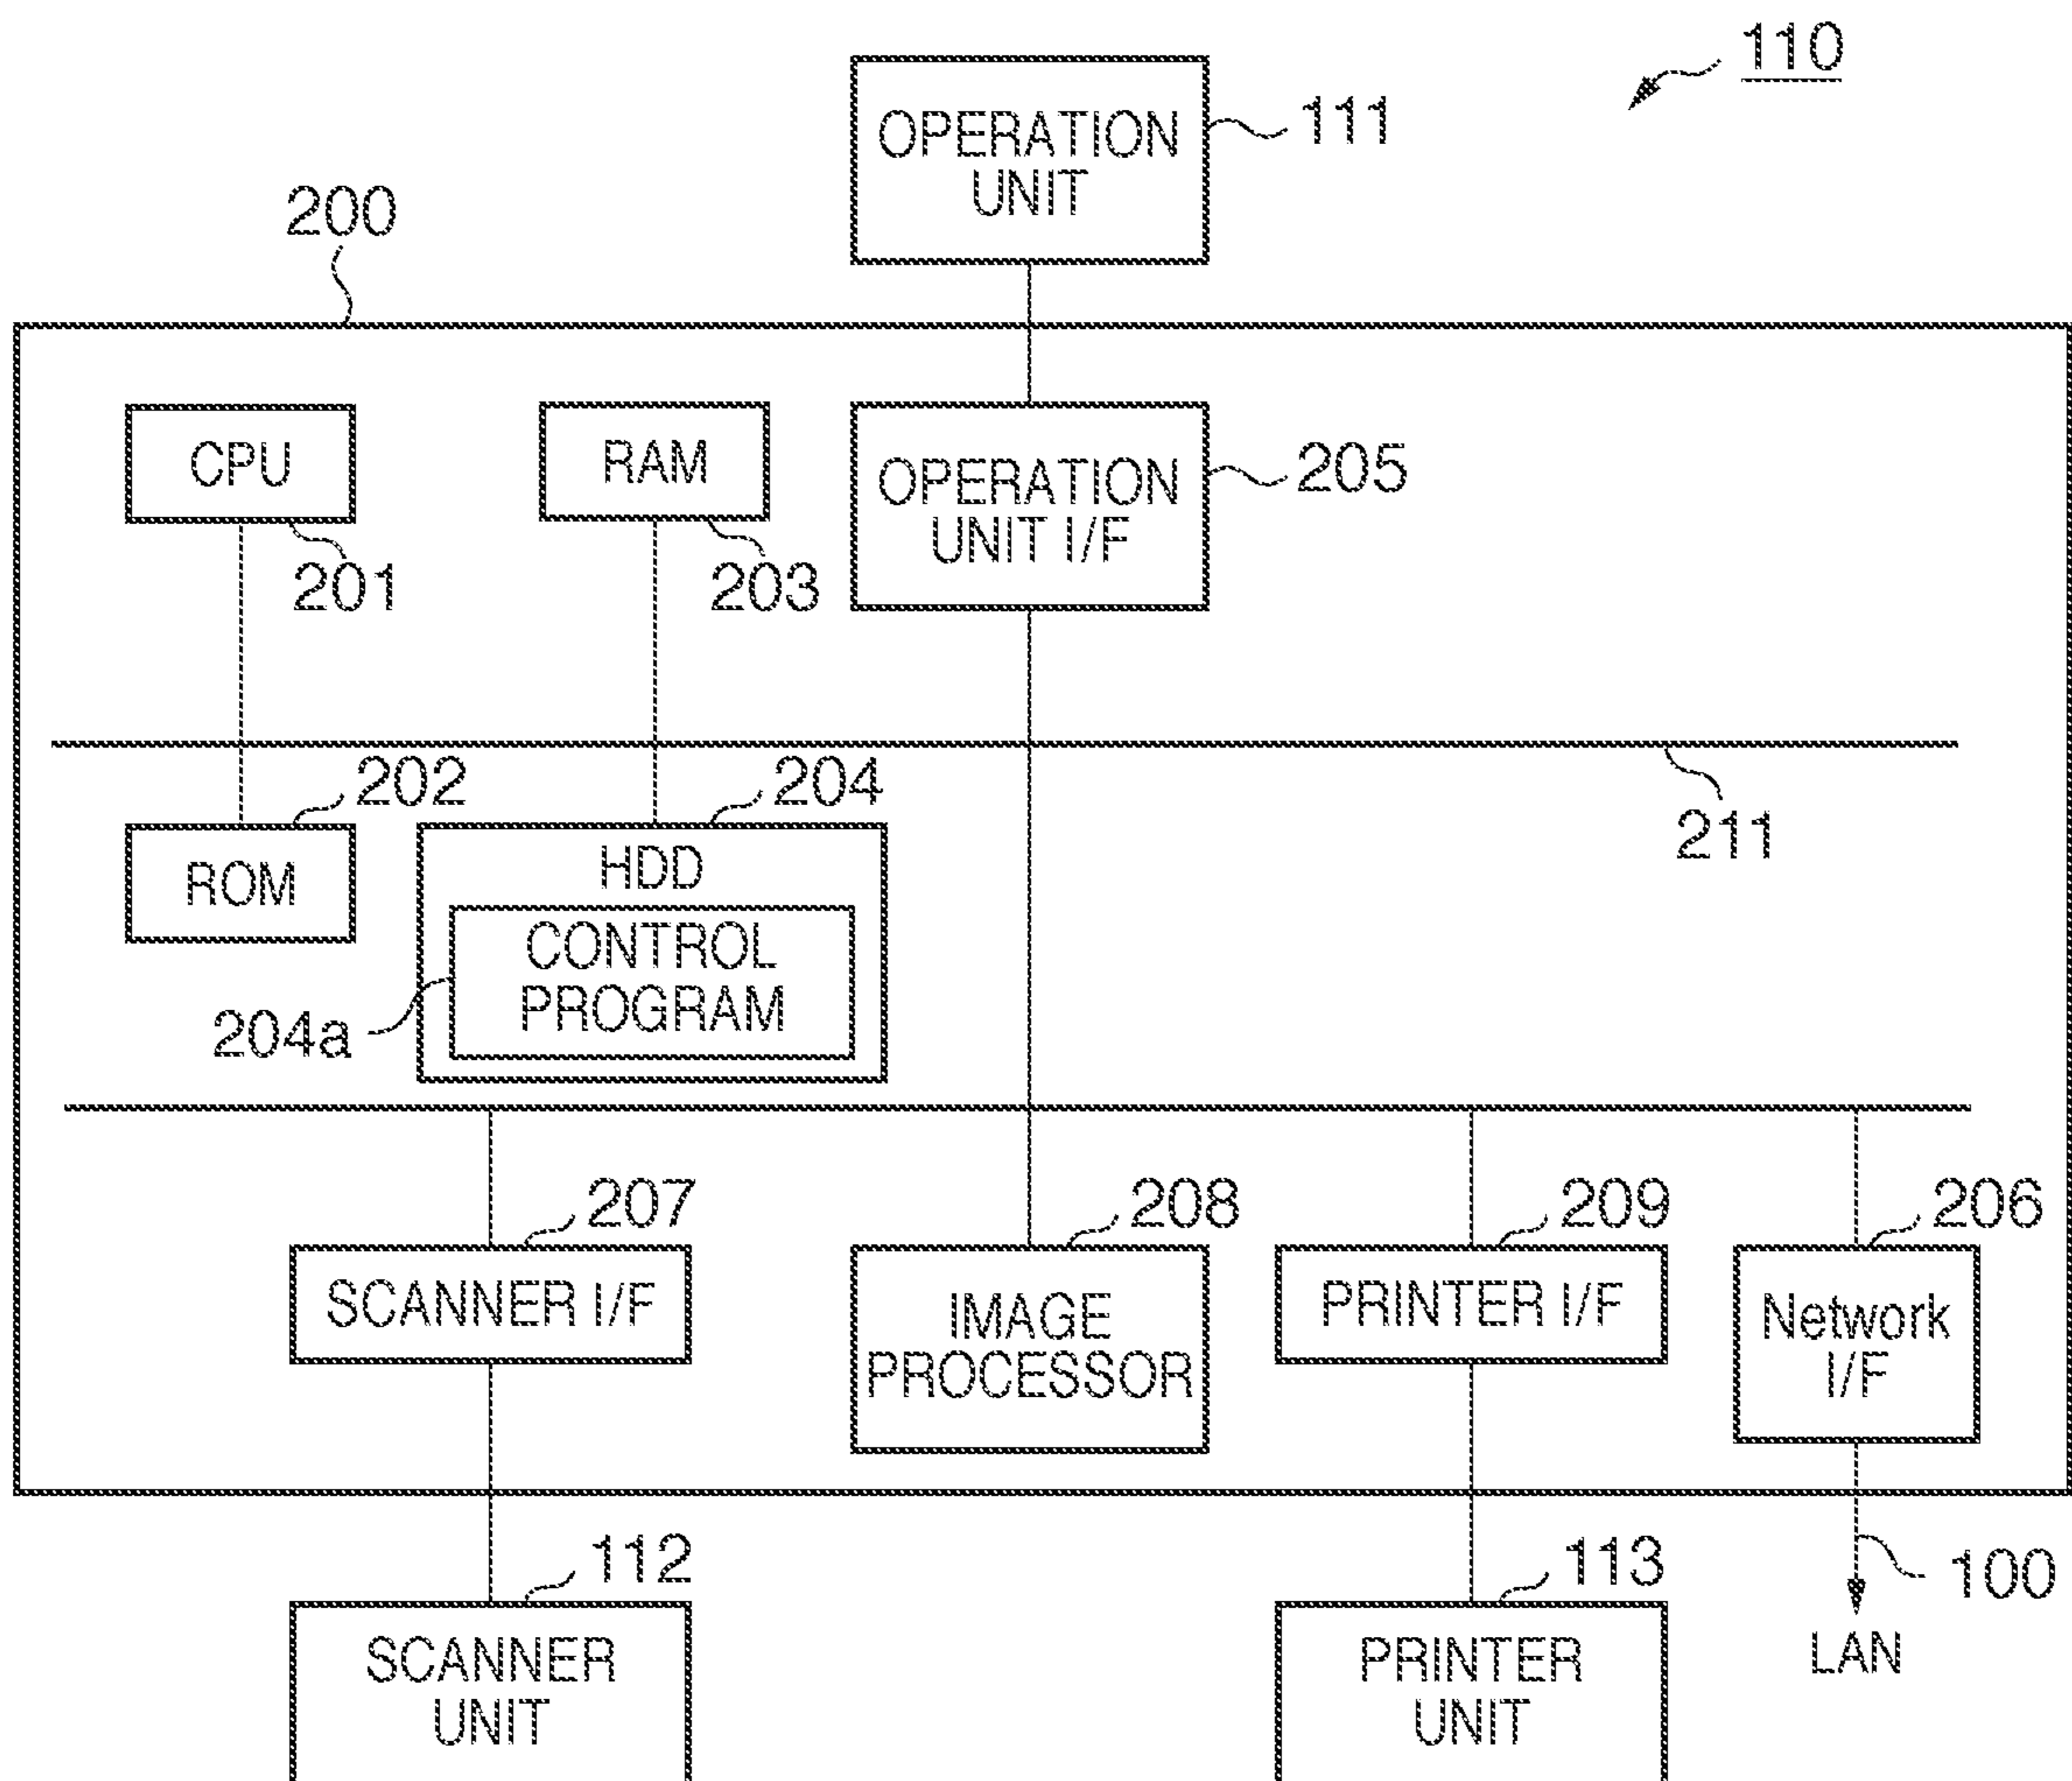 110
OPERATION
UNIT
111
200
CPU
201
RAM
203
OPERATION
UNIT I/F
205
211
202
ROM
204
HDD
CONTROL
PROGRAM
204a
207
SCANNER I/F
208
IMAGE
PROCESSOR
209
PRINTER I/F
206
Network
I/F
112
SCANNER
UNIT
113
PRINTER
UNIT
100
LAN